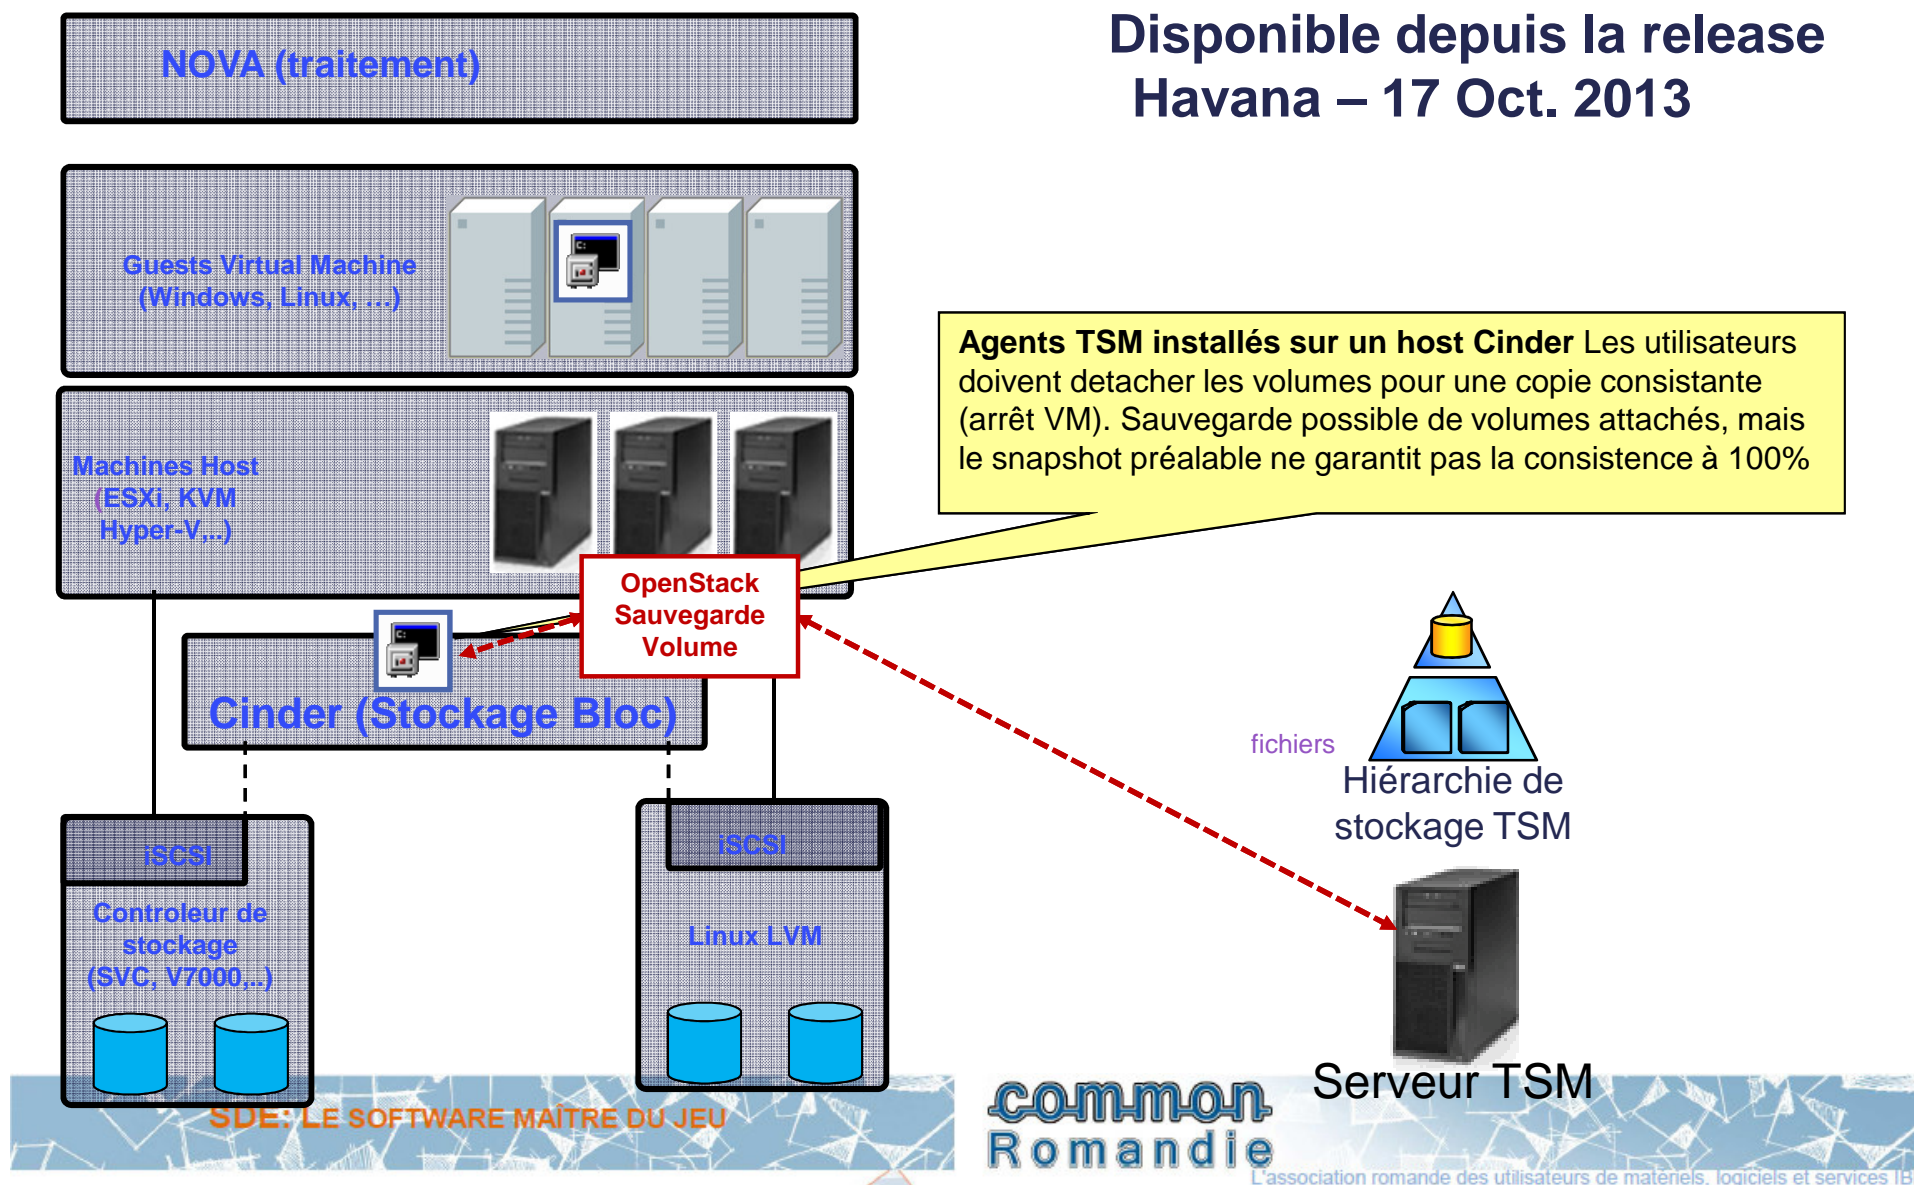 Disponible depuis la release
Havana – 17 Oct. 2013
NOVA (traitement)
Guests Virtual Machine
(Windows, Linux, …)
Agents TSM installés sur un host Cinder Les utilisateurs
doivent detacher les volumes pour une copie consistante
(arrêt VM). Sauvegarde possible de volumes attachés, mais
le snapshot préalable ne garantit pas la consistence à 100%
Machines Host
(ESXi, KVM
Hyper-V,..)
OpenStack
Sauvegarde
Volume
C:
C:
Cinder (Stockage Bloc)
fichiers
Hiérarchie de
stockage TSM
iSCSI
iSCSI
Controleur de
stockage
(SVC, V7000,..)
Linux LVM
Serveur TSM
SDE: LE SOFTWARE MAÎTRE DU JEU
common
Romandie
L'association romande des utilisateurs de matériels, logiciels et services IB